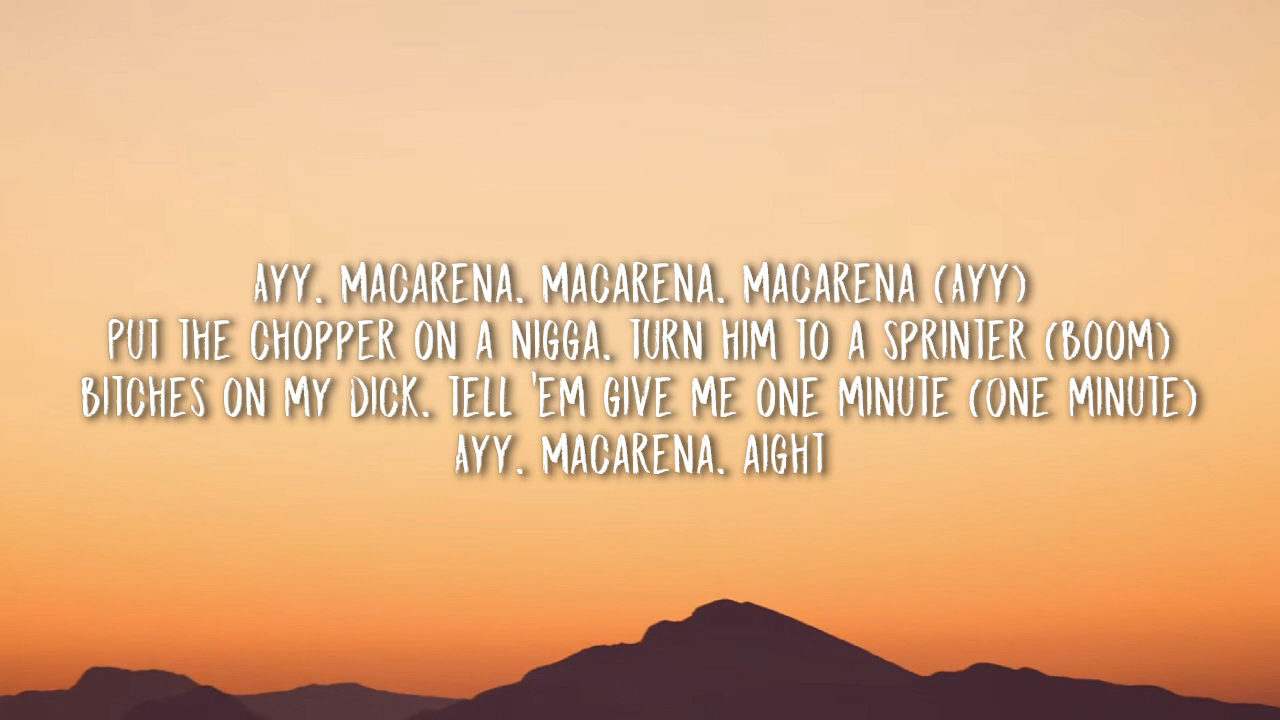 AYY, MACARENA, MACARENA, MACARENA (AYY)
PUT THE CHOPPER ON A NIGGA, TURN HIM TO A SPRINTER (BOOM)
BITCHES ON MY DICK, TELL 'EM GIVE ME ONE MINUTE (ONE MINUTE)
AYY, MACARENA, AIGHT